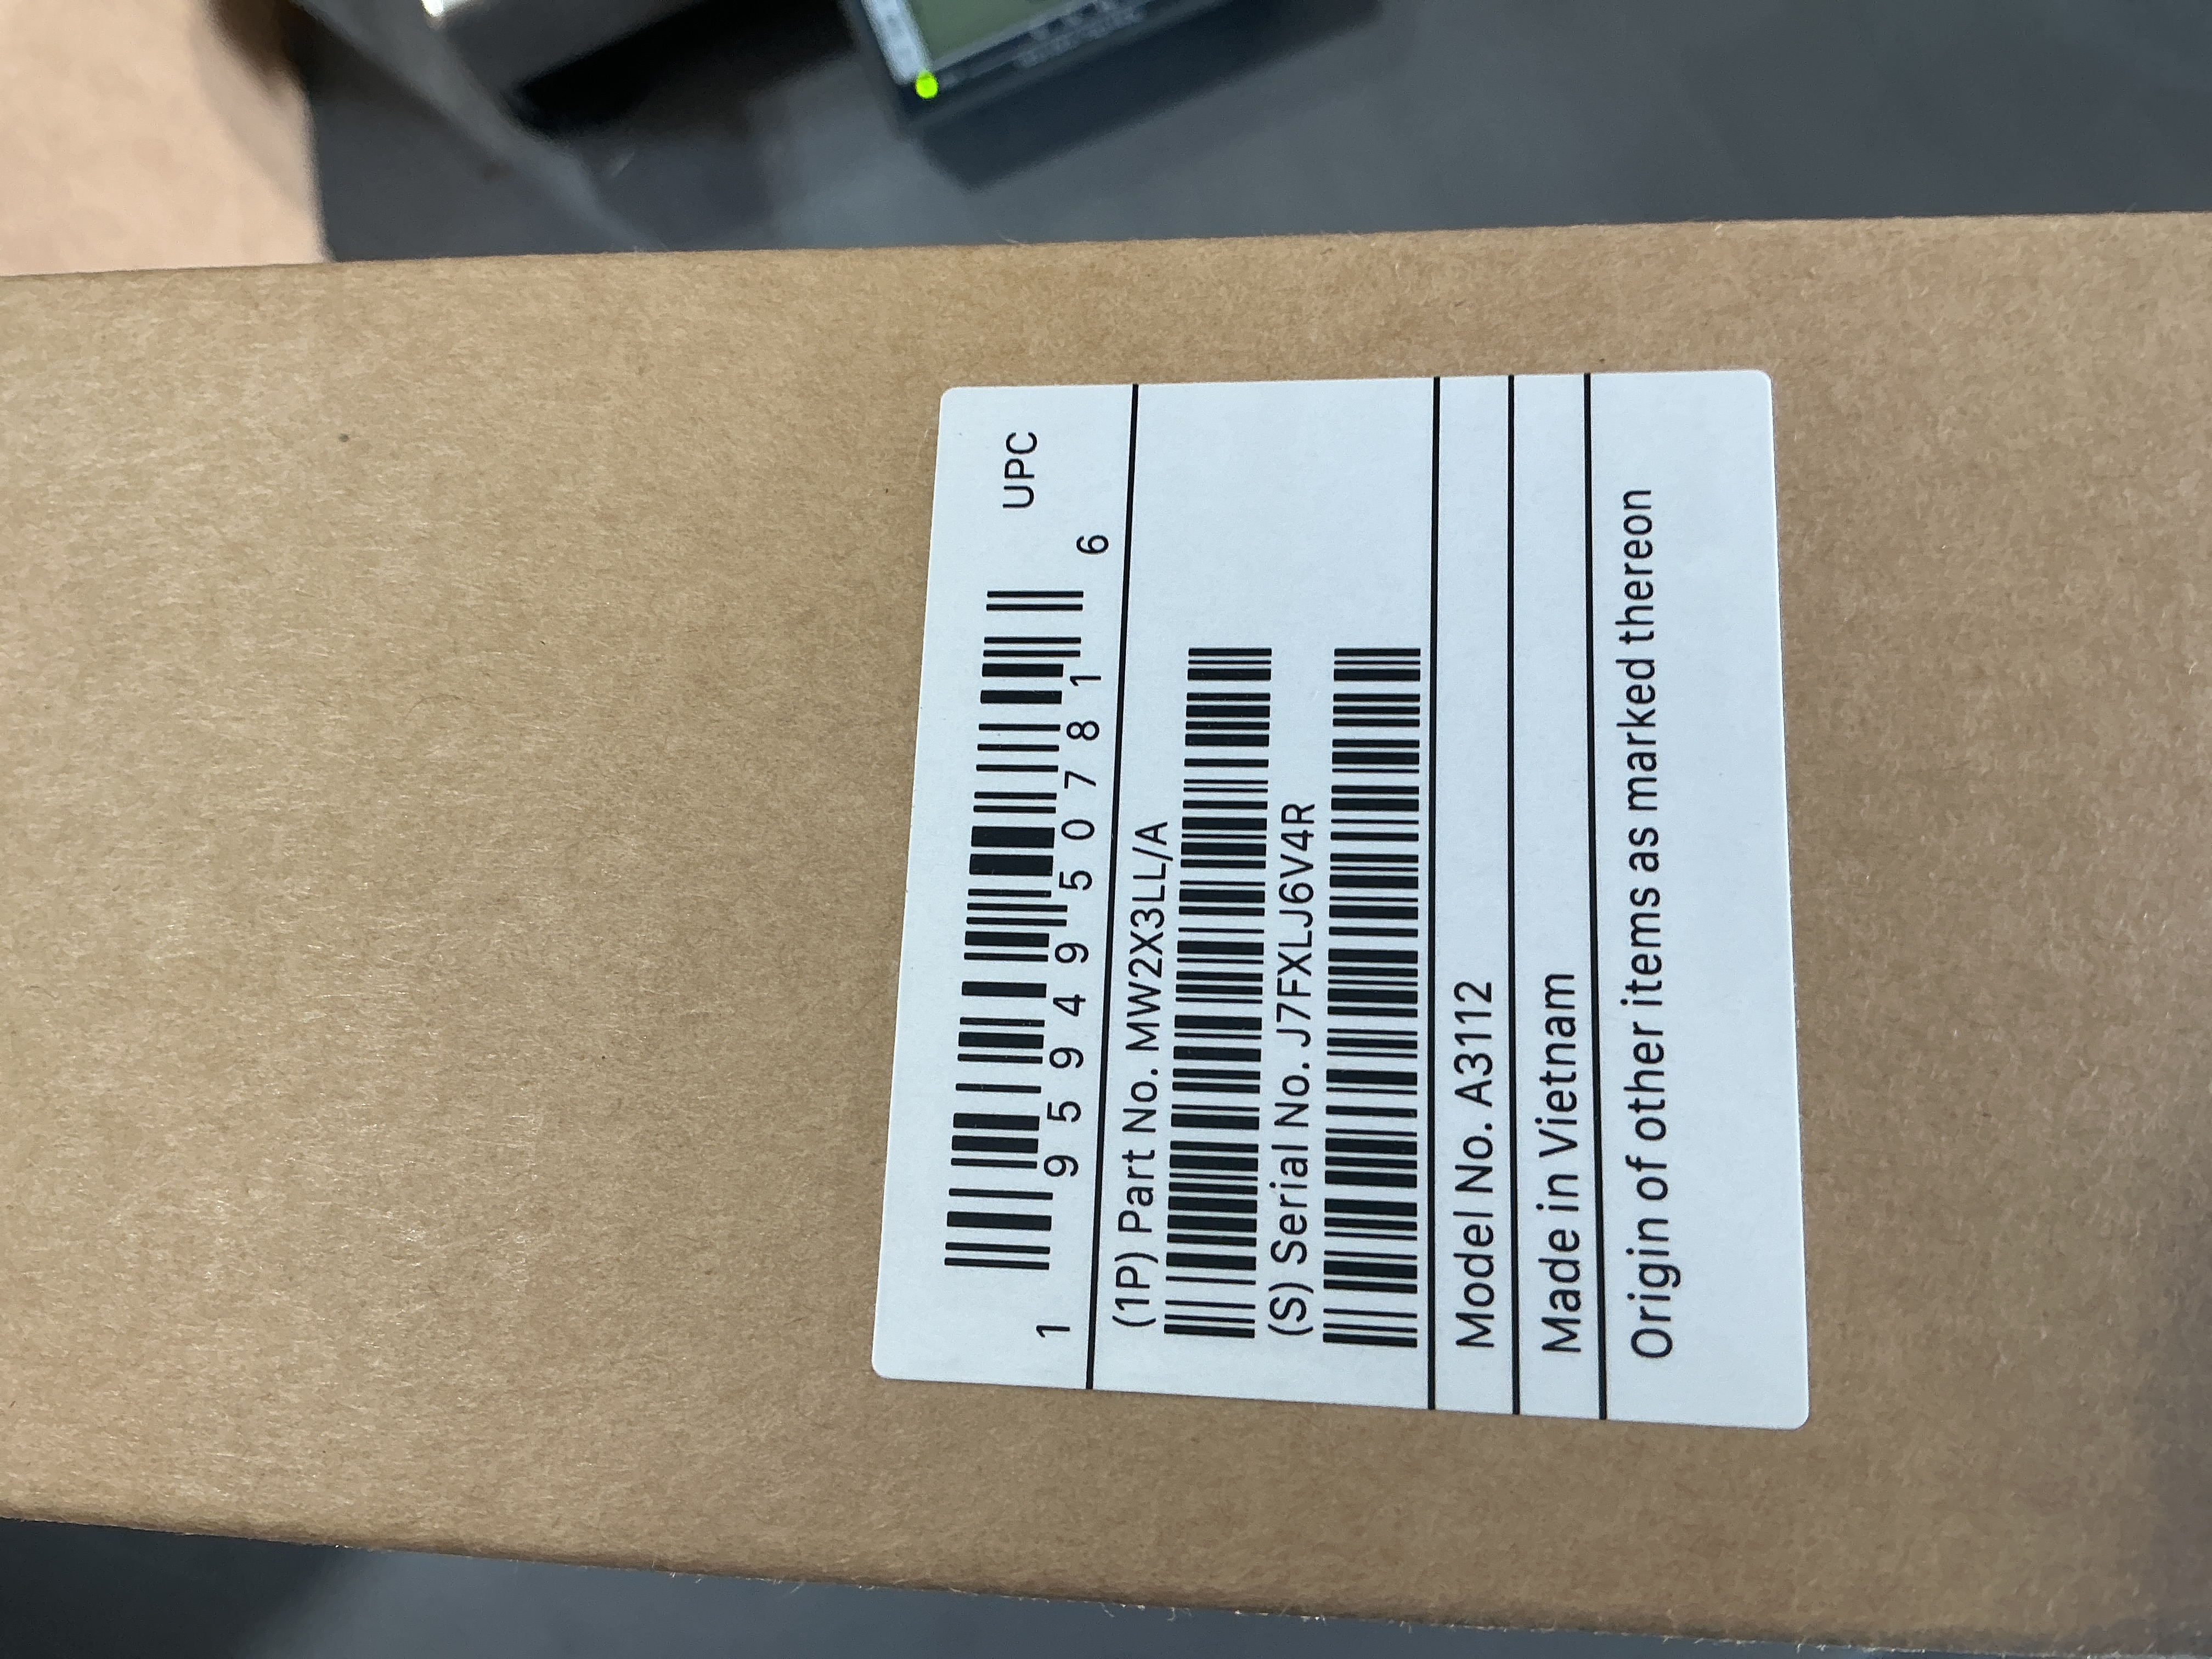 UPC
1 95949 50781 6
(1P) Part No. MW2X3LL/A
(S) Serial No. J7FXLJ6V4R
Model No. A3112
Made in Vietnam
Origin of other items as marked thereon